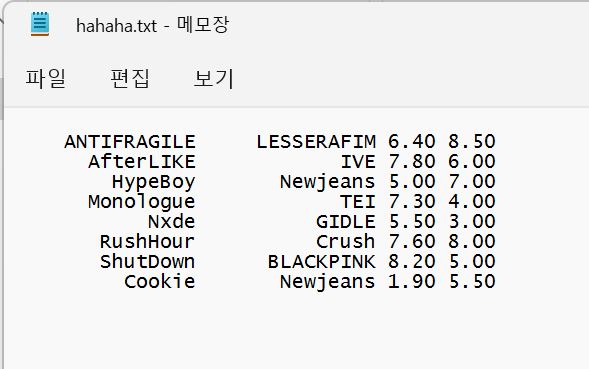 hahaha.txt - 메모장
파일 편집 보기
ANTIFRAGILE LESSERAFIM 6.40 8.50
AfterLIKE IVE 7.80 6.00
HypeBoy Newjeans 5.00 7.00
Monologue TEI 7.30 4.00
Nxde GIDLE 5.50 3.00
RushHour Crush 7.60 8.00
ShutDown BLACKPINK 8.20 5.00
Cookie Newjeans 1.90 5.50